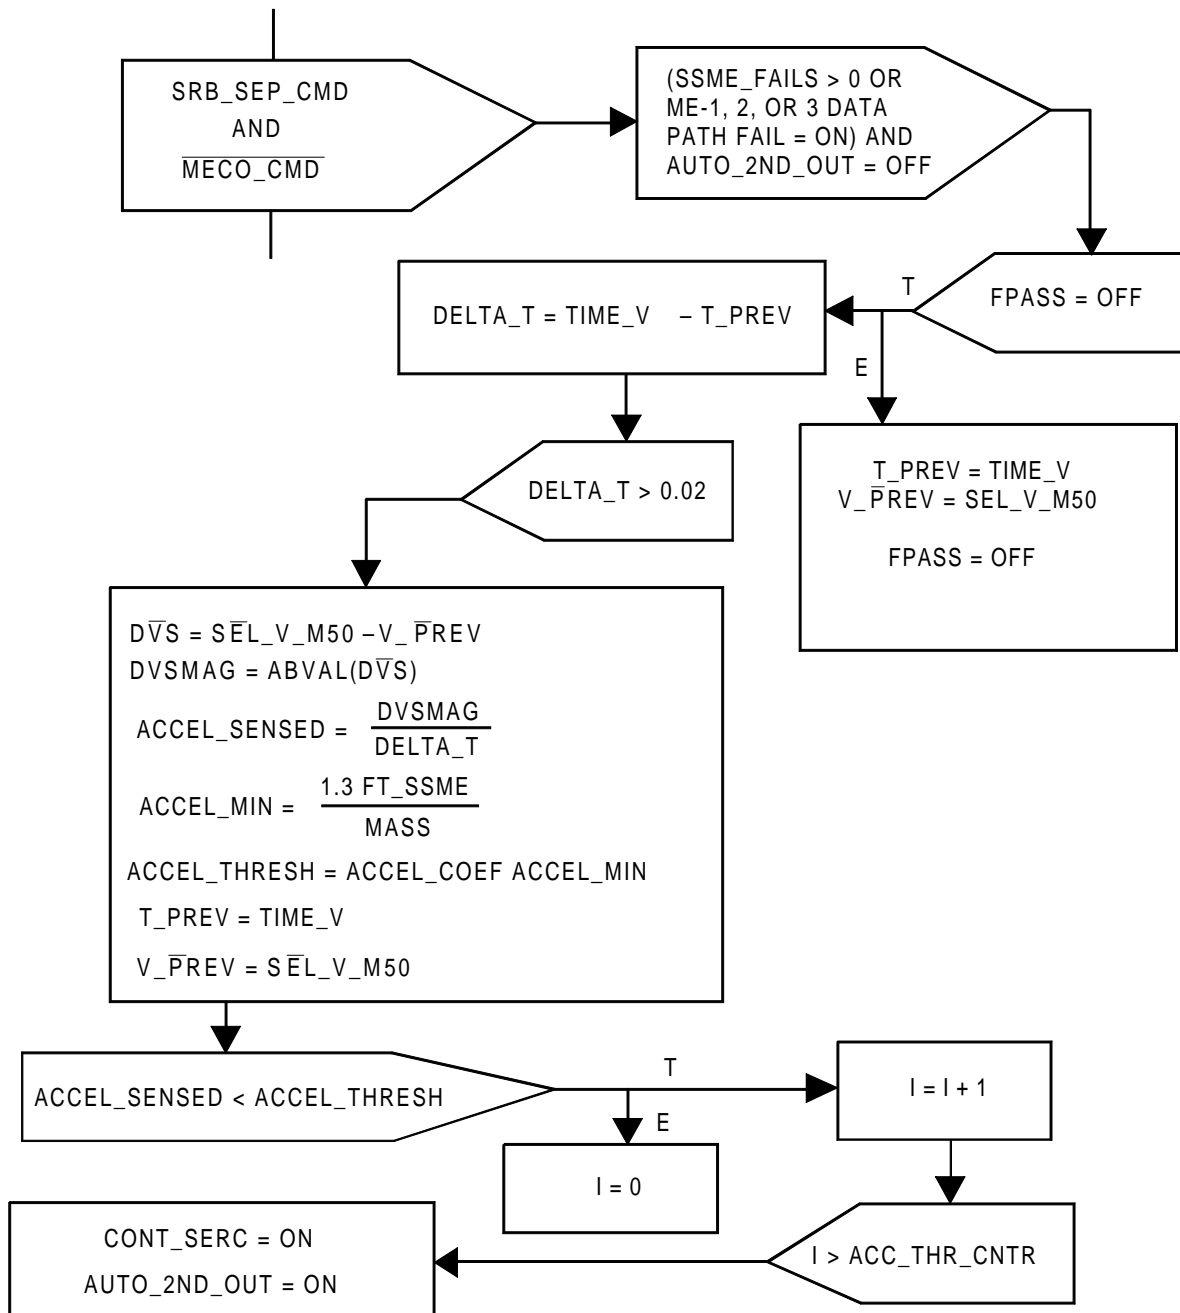 SRB_SEP_CMD
AND
MECO_CMD
(SSME_FAILS > 0 OR
ME-1, 2, OR 3 DATA
PATH FAIL = ON) AND
AUTO_2ND_OUT = OFF
FPASS = OFF
T
E
DELTA_T = TIME_V – T_PREV
T_PREV = TIME_V
V_PREV = SEL_V_M50
FPASS = OFF
DELTA_T > 0.02
DVS = SEL_V_M50 – V_PREV
DVSMAG = ABVAL(DVS)
ACCEL_SENSED = DVSMAG
DELTA_T
ACCEL_MIN = 1.3 FT_SSME
MASS
ACCEL_THRESH = ACCEL_COEF ACCEL_MIN
T_PREV = TIME_V
V_PREV = SEL_V_M50
ACCEL_SENSED < ACCEL_THRESH
T
E
I = I + 1
I = 0
I > ACC_THR_CNTR
CONT_SERC = ON
AUTO_2ND_OUT = ON